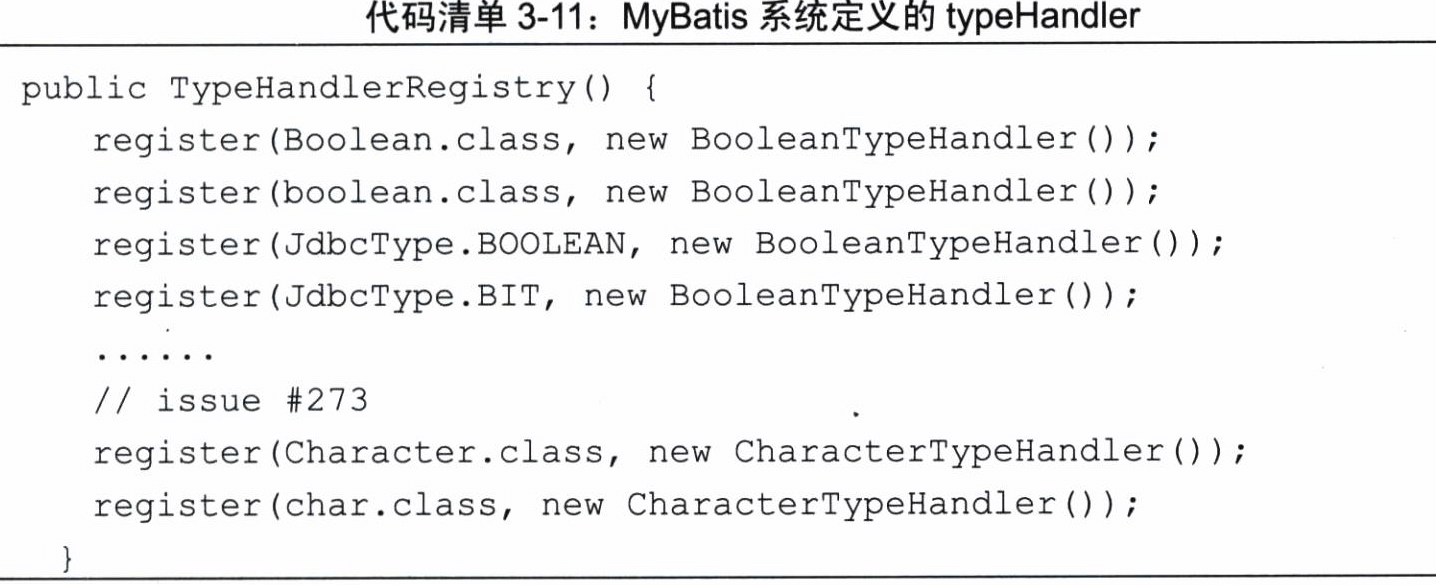 代码清单 3-11：MyBatis 系统定义的 typeHandler
public TypeHandlerRegistry() {
register(Boolean.class, new BooleanTypeHandler());
register(boolean.class, new BooleanTypeHandler());
register(JdbcType.BOOLEAN, new BooleanTypeHandler());
register(JdbcType.BIT, new BooleanTypeHandler());
......
// issue #273
register(Character.class, new CharacterTypeHandler());
register(char.class, new CharacterTypeHandler());
}